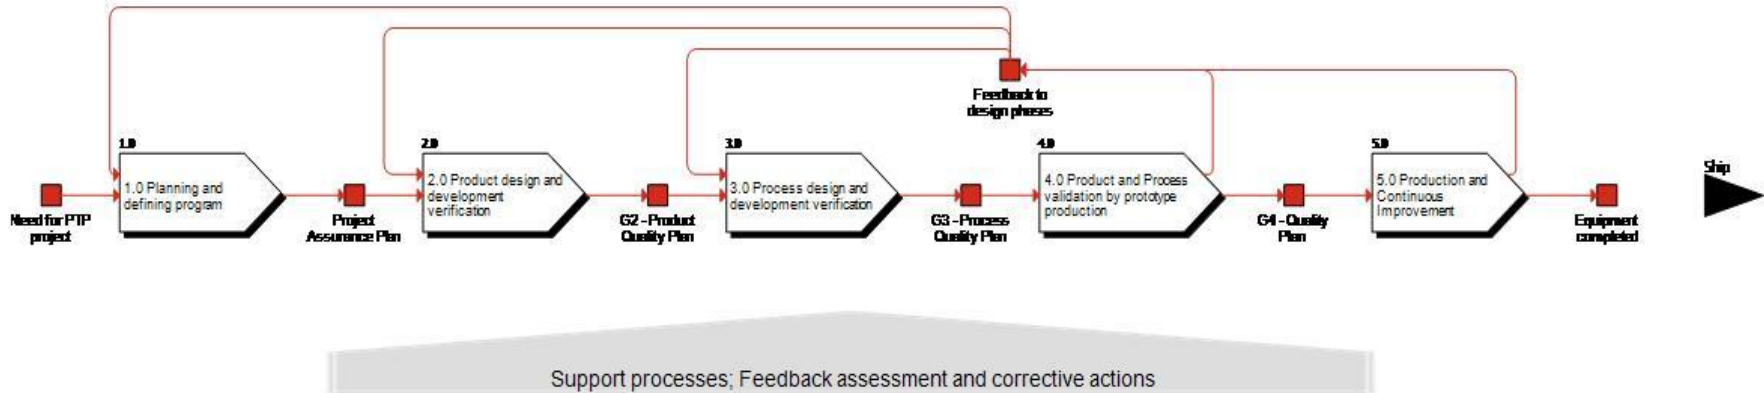 Feedback to
design phases
1.0
2.0
3.0
4.0
5.0
Ship
1.0 Planning and
defining program
2.0 Product design and
development
verification
3.0 Process design and
development verification
4.0 Product and Process
validation by prototype
production
5.0 Production and
Continuous
Improvement
Need for PTP
project
Project
Assurance Plan
G2 - Product
Quality Plan
G3 - Process
Quality Plan
G4 - Quality
Plan
Equipment
completed
Support processes; Feedback assessment and corrective actions